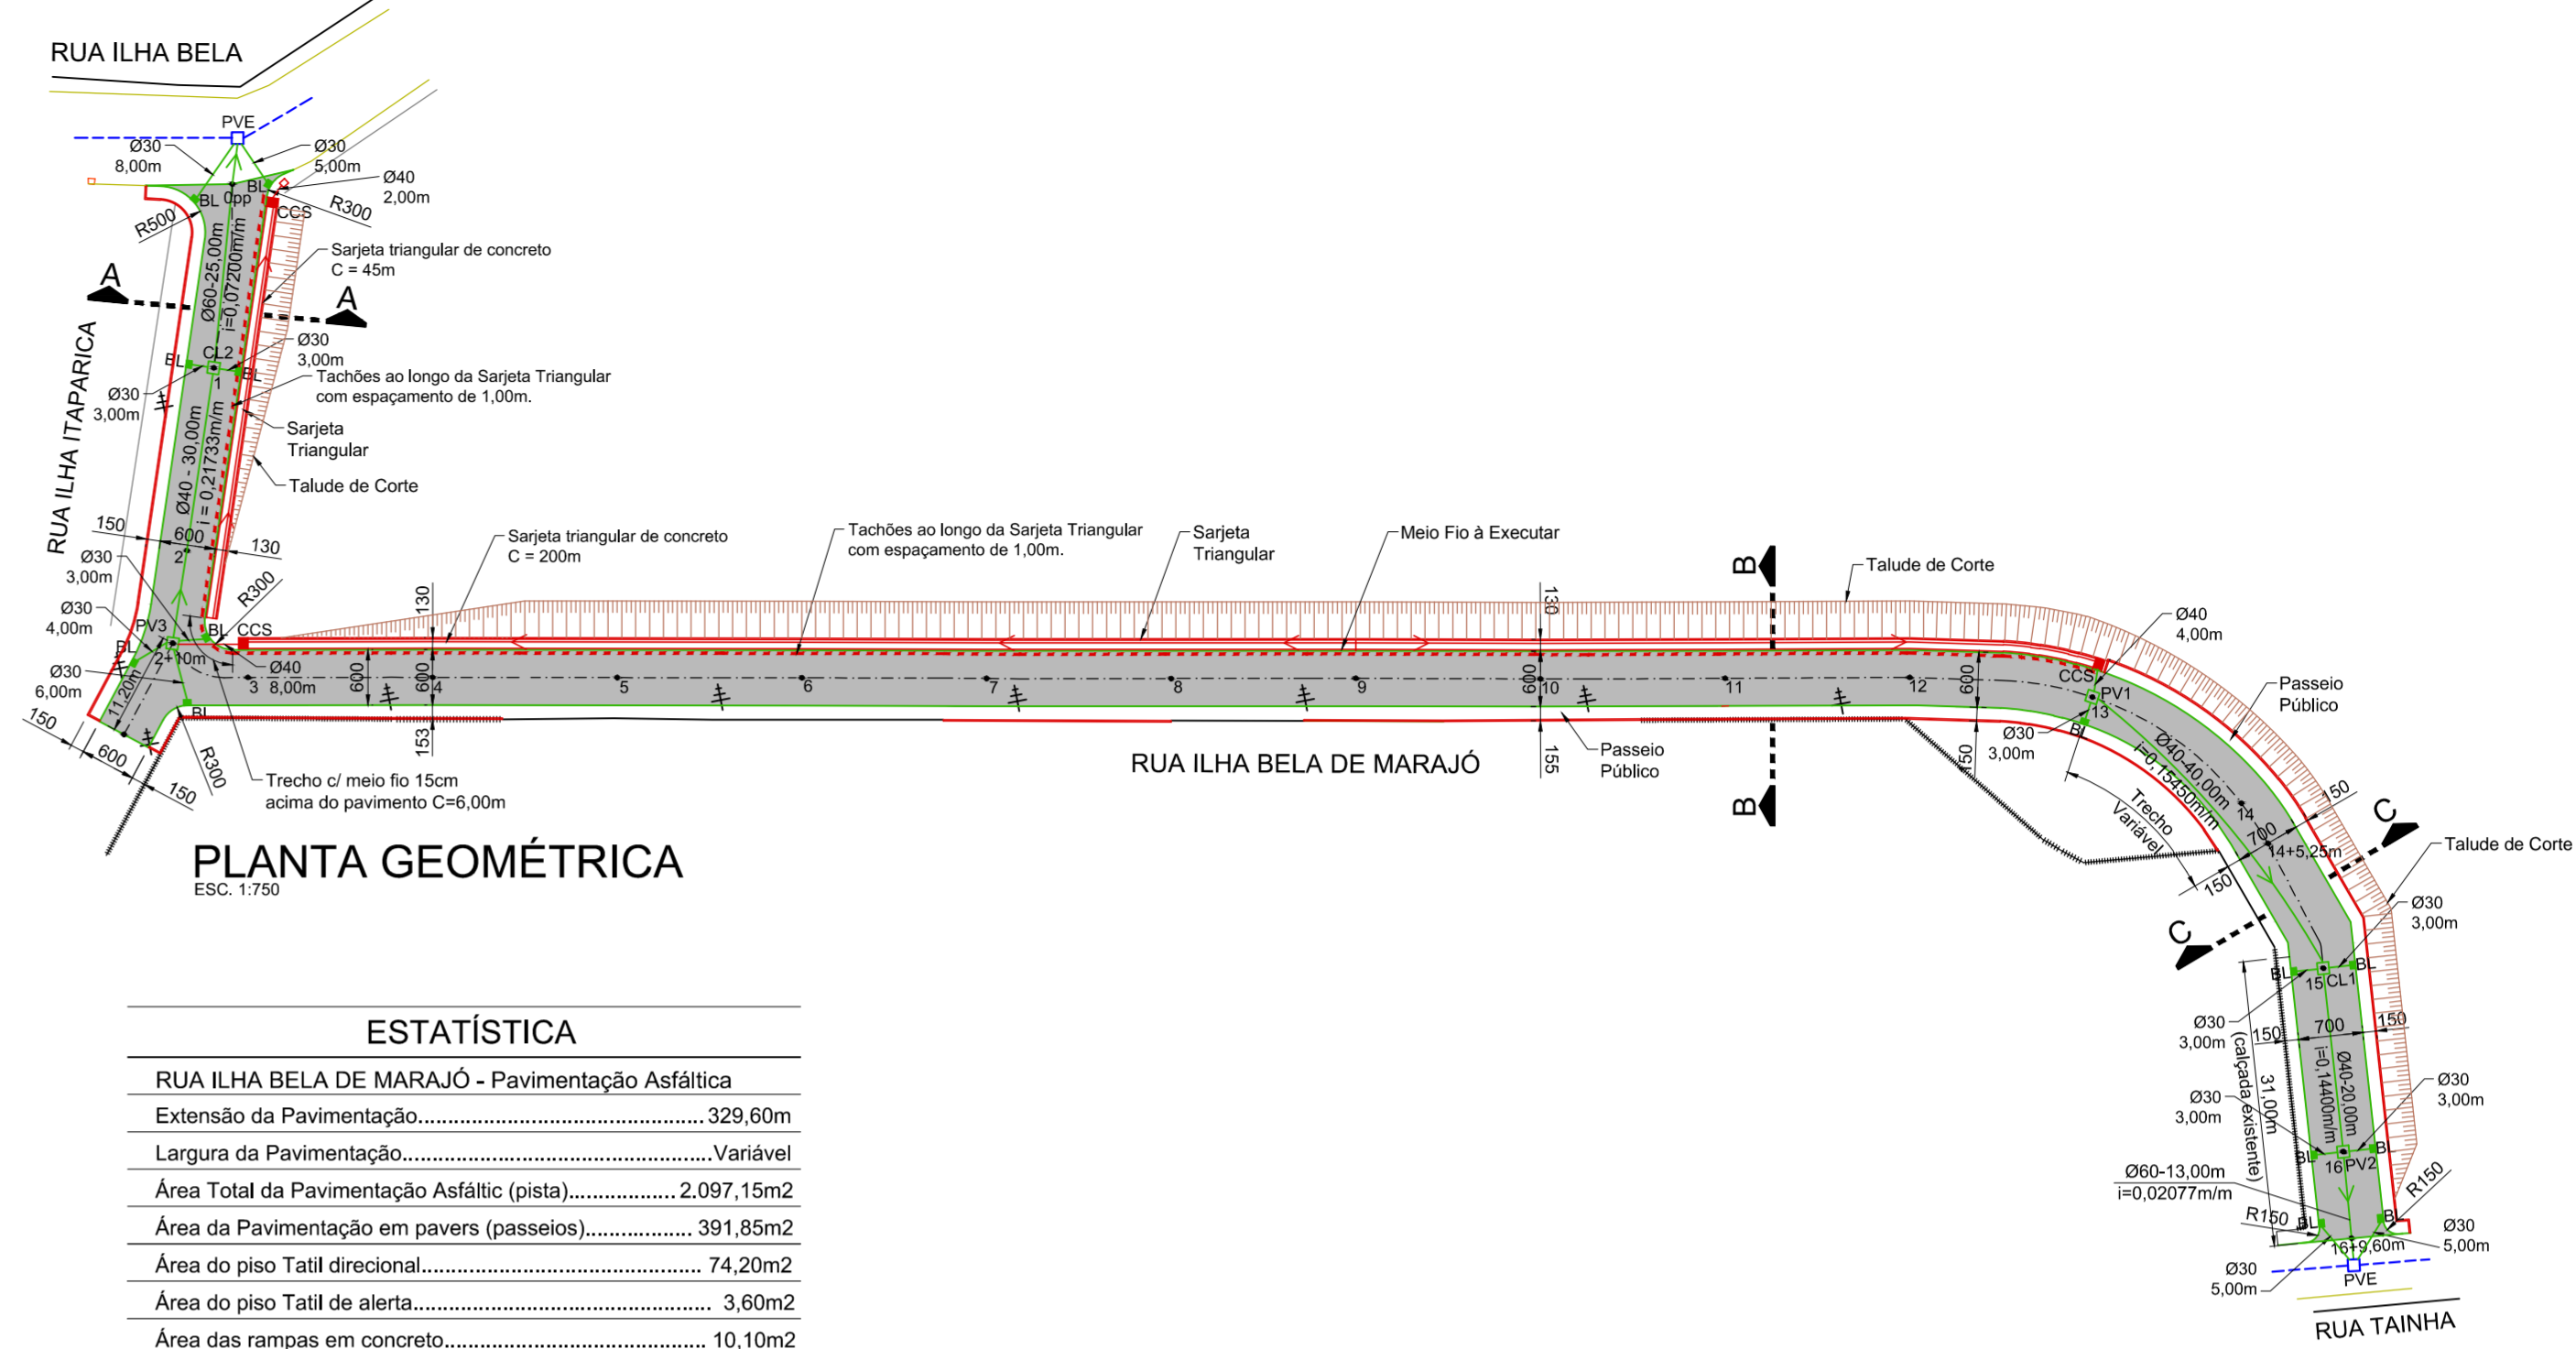 RUA ILHA BELA
PVE
Ø30
8,00m
Ø30
5,00m
Ø40
2,00m
BL
BL
0pp
CCS
R500
R300
Ø60-25,00m
i=0,07200m/m
Sarjeta triangular de concreto
C = 45m
A
A
RUA ILHA ITAPARICA
Ø30
3,00m
BL
CL2
BL
1
Ø30
3,00m
Tachões ao longo da Sarjeta Triangular
com espaçamento de 1,00m.
Sarjeta
Triangular
Talude de Corte
Ø40 - 30,00m
i = 0,21733m/m
150
600
130
2
Ø30
3,00m
R300
Ø30
4,00m
PV3
BL
CCS
BL
2+10m
Ø30
6,00m
11,20m
Ø40
8,00m
BL
150
600
150
R300
Trecho c/ meio fio 15cm
acima do pavimento C=6,00m
Sarjeta triangular de concreto
C = 200m
Tachões ao longo da Sarjeta Triangular
com espaçamento de 1,00m.
Sarjeta
Triangular
Meio Fio à Executar
B
Talude de Corte
130
130
600
600
600
600
3
4
5
6
7
8
9
10
11
12
153
155
150
RUA ILHA BELA DE MARAJÓ
Passeio
Público
B
Ø40
4,00m
CCS
PV1
13
BL
Ø30
3,00m
Passeio
Público
Ø40-40,00m
i=0,15450m/m
Trecho
Variável
14
150
700
14+5,25m
150
C
C
Talude de Corte
Ø30
3,00m
BL
BL
15
CL1
Ø30
3,00m
150
700
150
31,00m
(calçada existente)
Ø40-20,00m
i=0,14400m/m
Ø30
3,00m
Ø30
3,00m
BL
BL
16
PV2
Ø60-13,00m
i=0,02077m/m
R150
R150
BL
BL
16+9,60m
Ø30
5,00m
Ø30
5,00m
PVE
RUA TAINHA
PLANTA GEOMÉTRICA
ESC. 1:750
ESTATÍSTICA
RUA ILHA BELA DE MARAJÓ - Pavimentação Asfáltica
Extensão da Pavimentação................................................ 329,60m
Largura da Pavimentação....................................................Variável
Área Total da Pavimentação Asfáltic (pista).................. 2.097,15m2
Área da Pavimentação em pavers (passeios).................. 391,85m2
Área do piso Tatil direcional............................................... 74,20m2
Área do piso Tatil de alerta.................................................. 3,60m2
Área das rampas em concreto............................................ 10,10m2